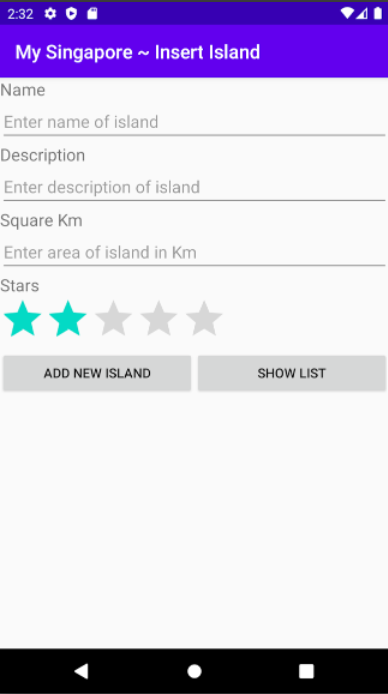 2:32
My Singapore ~ Insert Island
Name
Enter name of island
Description
Enter description of island
Square Km
Enter area of island in Km
Stars
ADD NEW ISLAND SHOW LIST